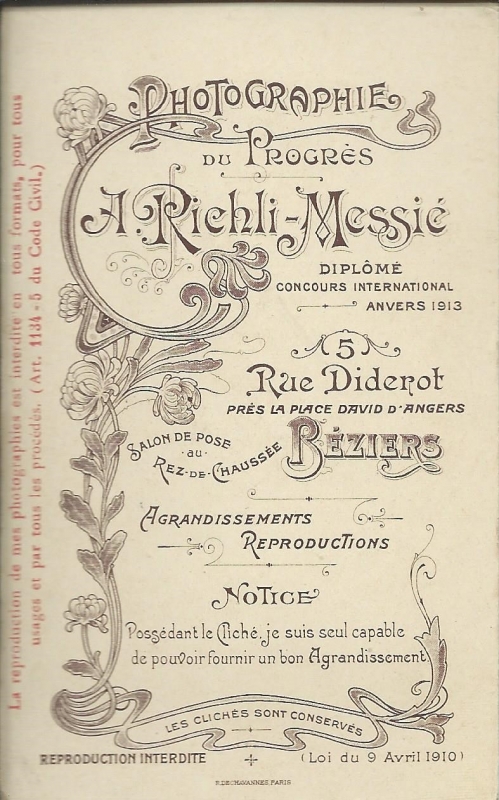 PHOTOGRAPHIE
DU PROGRÈS
A. Richli-Messié
DIPLÔMÉ
CONCOURS INTERNATIONAL
ANVERS 1913
5
Rue Diderot
PRÈS LA PLACE DAVID D'ANGERS
BÉZIERS
SALON DE POSE
AU
REZ-DE-CHAUSSÉE
AGRANDISSEMENTS
REPRODUCTIONS
NOTICE
Possédant le Cliché, je suis seul capable
de pouvoir fournir un bon Agrandissement
LES CLICHÉS SONT CONSERVÉS
REPRODUCTION INTERDITE
(Loi du 9 Avril 1910)
R. DECHAVANNES. PARIS
La reproduction de mes photographies est interdite en tous formats, pour tous
usages et par tous les procédés. (Art. 1134-5 du Code Civil.)